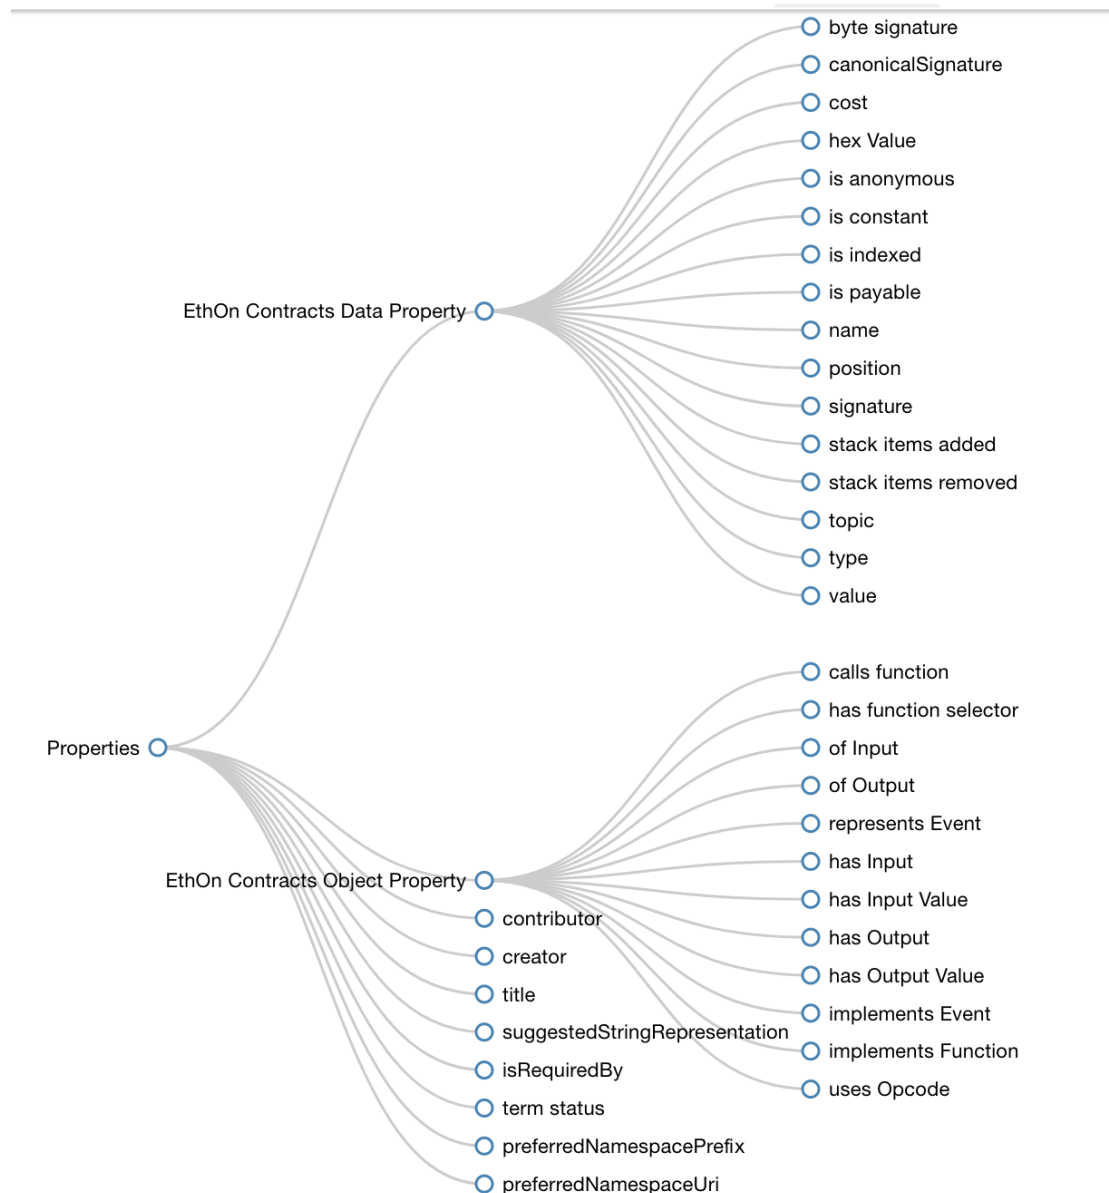 byte signature
canonicalSignature
cost
hex Value
is anonymous
is constant
is indexed
is payable
EthOn Contracts Data Property
name
position
signature
stack items added
stack items removed
topic
type
value
calls function
has function selector
Properties
of Input
of Output
represents Event
has Input
EthOn Contracts Object Property
has Input Value
contributor
has Output
creator
has Output Value
title
implements Event
suggestedStringRepresentation
implements Function
isRequiredBy
uses Opcode
term status
preferredNamespacePrefix
preferredNamespaceUri